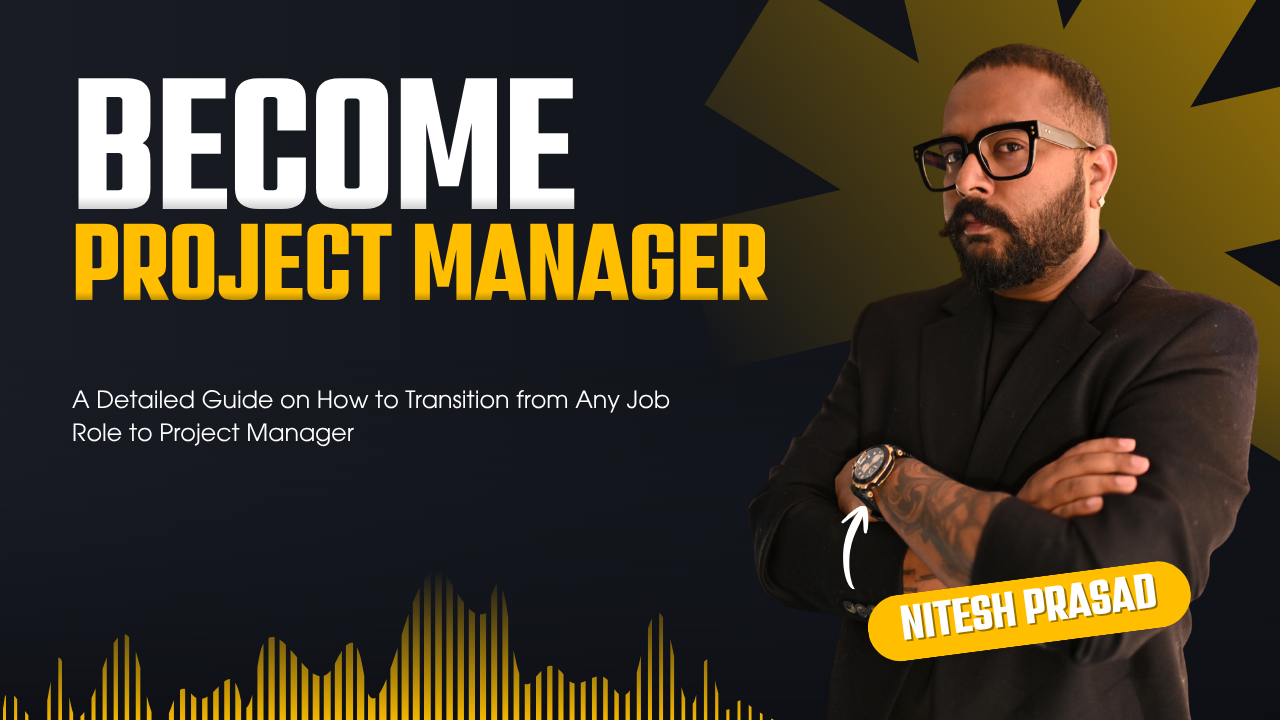 BECOME
PROJECT MANAGER
A Detailed Guide on How to Transition from Any Job
Role to Project Manager
NITESH PRASAD